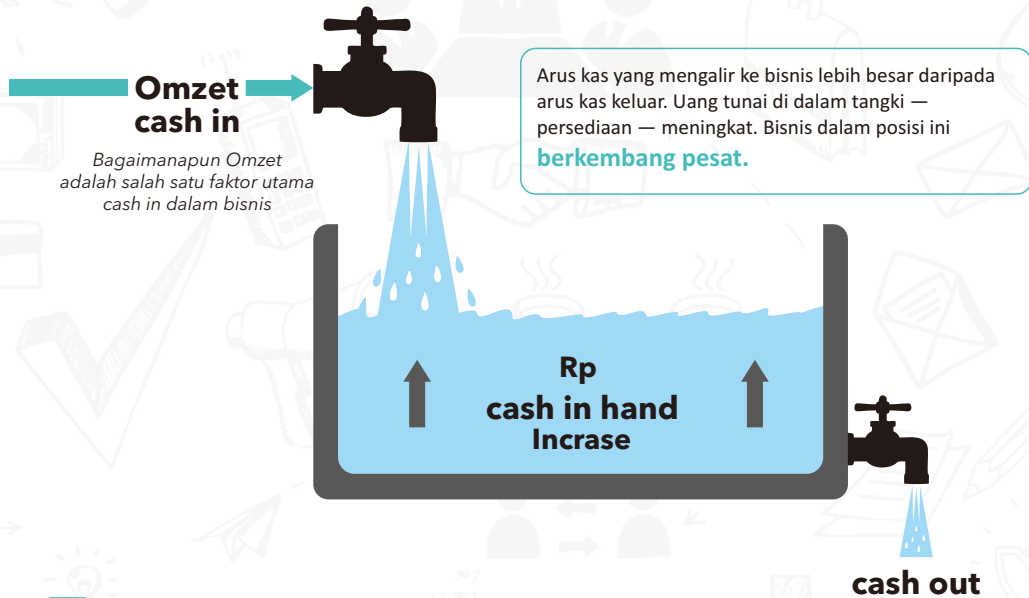 Omzet
cash in
Bagaimanapun Omzet
adalah salah satu faktor utama
cash in dalam bisnis
Arus kas yang mengalir ke bisnis lebih besar daripada
arus kas keluar. Uang tunai di dalam tangki —
persediaan — meningkat. Bisnis dalam posisi ini
berkembang pesat.
Rp
cash in hand
Incrase
cash out